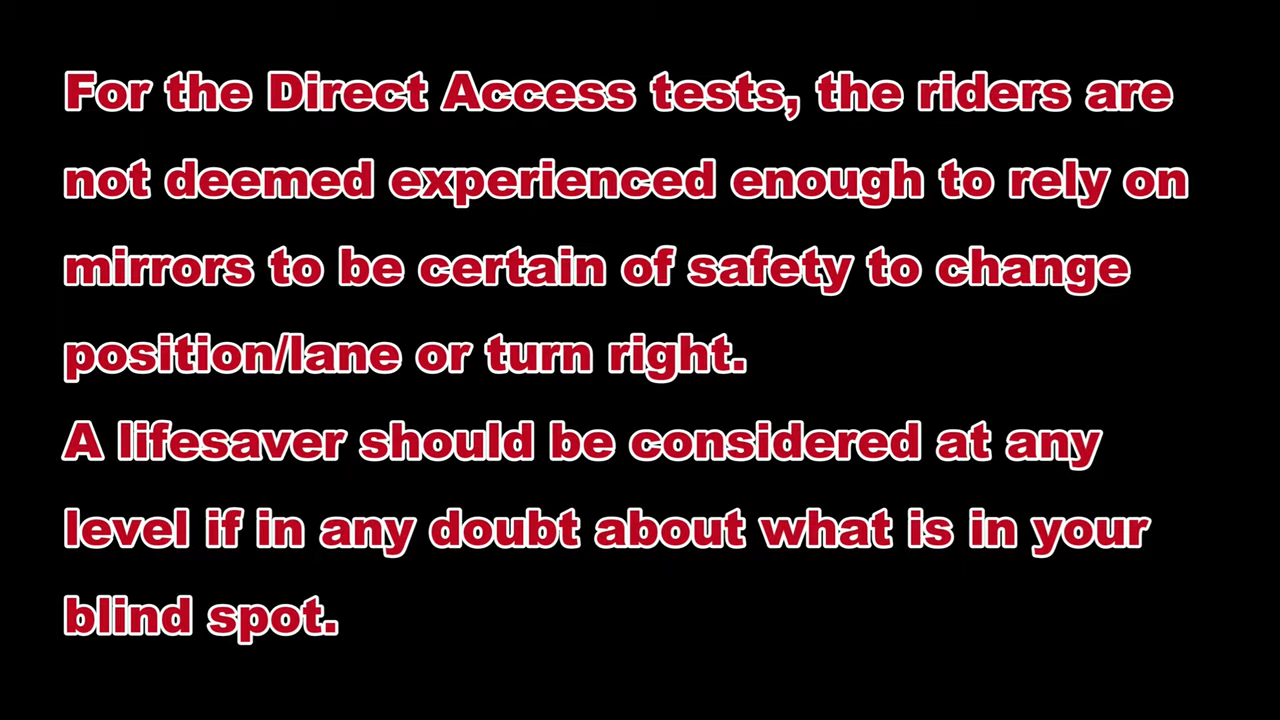 For the Direct Access tests, the riders are
not deemed experienced enough to rely on
mirrors to be certain of safety to change
position/lane or turn right.
A lifesaver should be considered at any
level if in any doubt about what is in your
blind spot.